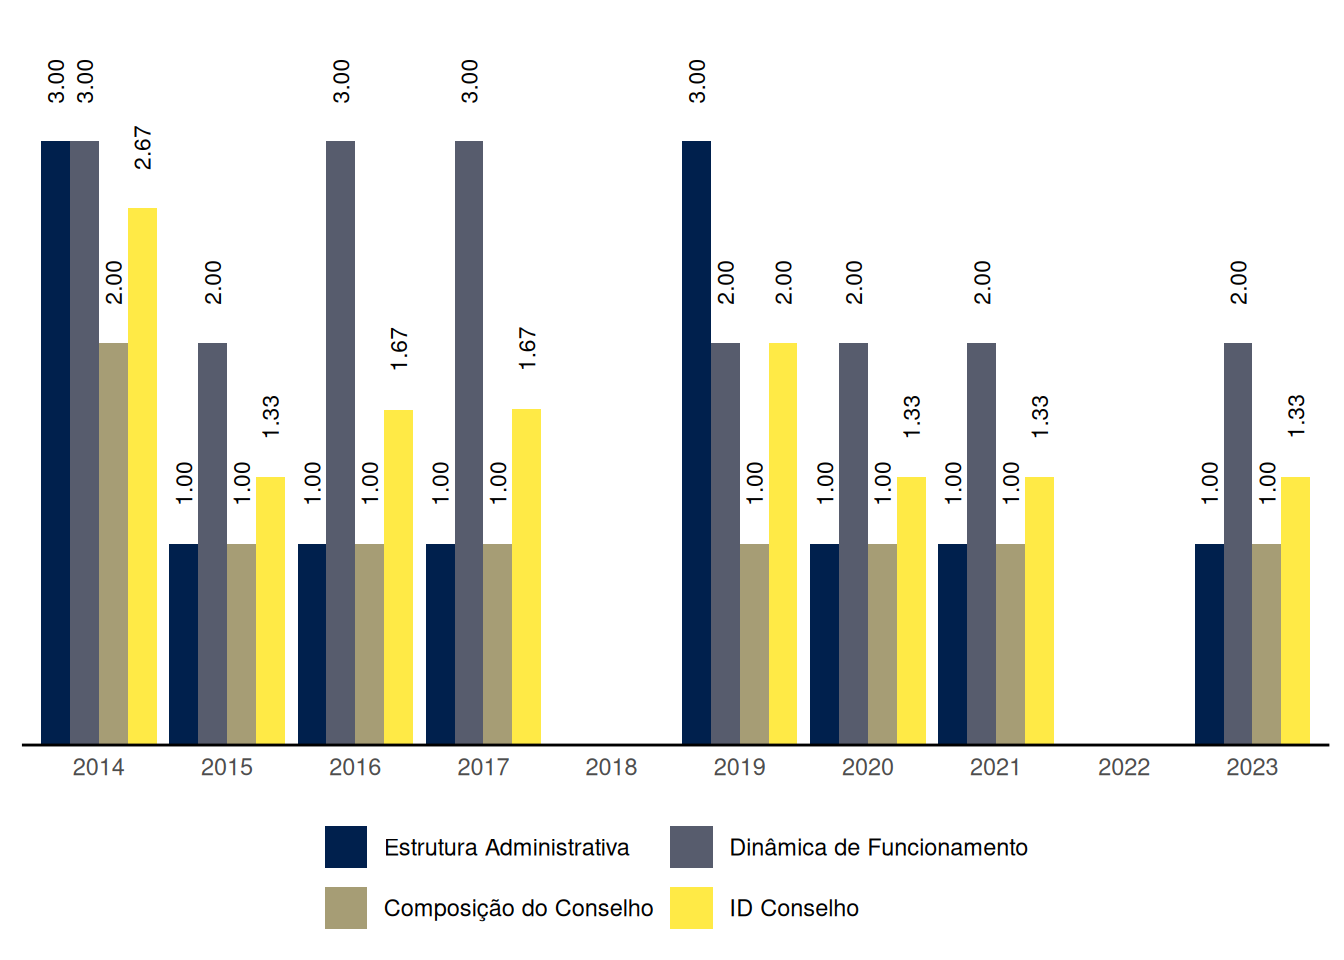 3.00 3.00 2.00 2.67
1.00 2.00 1.00 1.33
1.00 3.00 1.00 1.67
1.00 3.00 1.00 1.67
3.00 2.00 1.00 2.00
1.00 2.00 1.00 1.33
1.00 2.00 1.00 1.33
1.00 2.00 1.00 1.33
2014 2015 2016 2017 2018 2019 2020 2021 2022 2023
Estrutura Administrativa Dinâmica de Funcionamento
Composição do Conselho ID Conselho